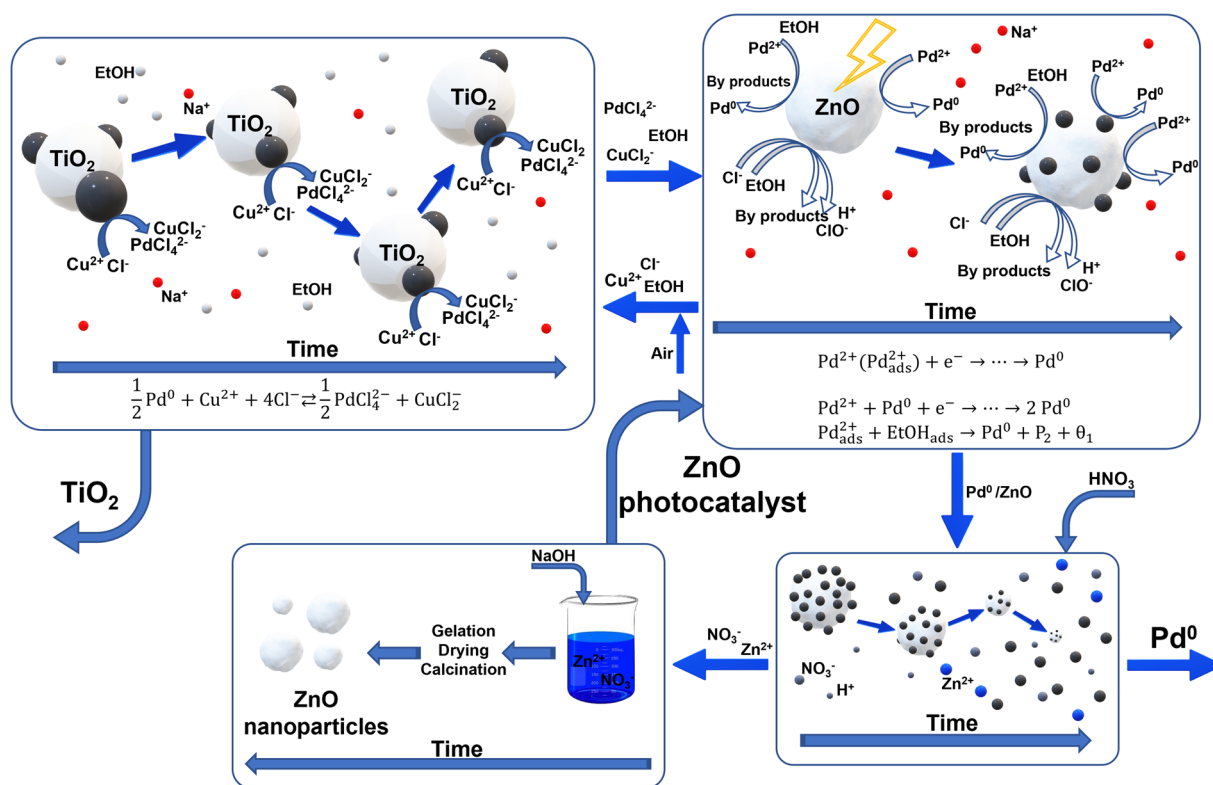 EtOH
Na⁺
TiO₂
TiO₂
TiO₂
TiO₂
CuCl₂⁻
PdCl₄²⁻
Cu²⁺ Cl⁻
CuCl₂⁻
PdCl₄²⁻
Cu²⁺ Cl⁻
CuCl₂
PdCl₄²⁻
Cu²⁺ Cl⁻
CuCl₂⁻
PdCl₄²⁻
Cu²⁺ Cl⁻
Na⁺
EtOH
Time
1/2 Pd⁰ + Cu²⁺ + 4Cl⁻ ⇄ 1/2 PdCl₄²⁻ + CuCl₂⁻
PdCl₄²⁻
EtOH
CuCl₂⁻
Cl⁻
Cu²⁺ EtOH
Air
EtOH
Pd²⁺
By products
Pd⁰
ZnO
Pd²⁺
Pd⁰
Cl⁻
EtOH
By products
H⁺
ClO⁻
Na⁺
EtOH
Pd²⁺
Pd²⁺
Pd⁰
By products
Pd⁰
Pd²⁺
Pd⁰
Cl⁻
EtOH
By products
H⁺
ClO⁻
Time
Pd²⁺(Pd²⁺ads) + e⁻ → ⋯ → Pd⁰
Pd²⁺ + Pd⁰ + e⁻ → ⋯ → 2 Pd⁰
Pd²⁺ads + EtOHads → Pd⁰ + P₂ + θ₁
TiO₂
ZnO
photocatalyst
Pd⁰/ZnO
HNO₃
NO₃⁻
H⁺
Zn²⁺
Time
Pd⁰
NO₃⁻
Zn²⁺
NaOH
Zn²⁺
NO₃⁻
Gelation
Drying
Calcination
ZnO
nanoparticles
Time